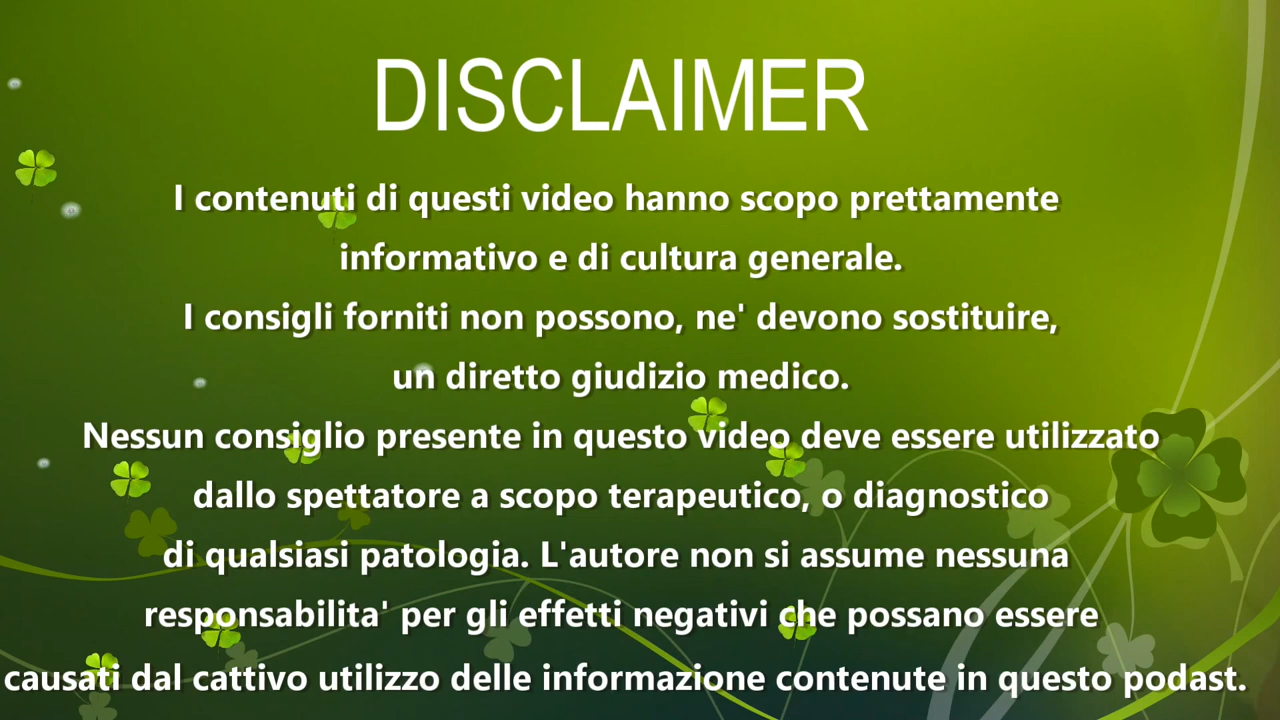 DISCLAIMER
I contenuti di questi video hanno scopo prettamente
informativo e di cultura generale.
I consigli forniti non possono, ne' devono sostituire,
un diretto giudizio medico.
Nessun consiglio presente in questo video deve essere utilizzato
dallo spettatore a scopo terapeutico, o diagnostico
di qualsiasi patologia. L'autore non si assume nessuna
responsabilita' per gli effetti negativi che possano essere
causati dal cattivo utilizzo delle informazione contenute in questo podast.